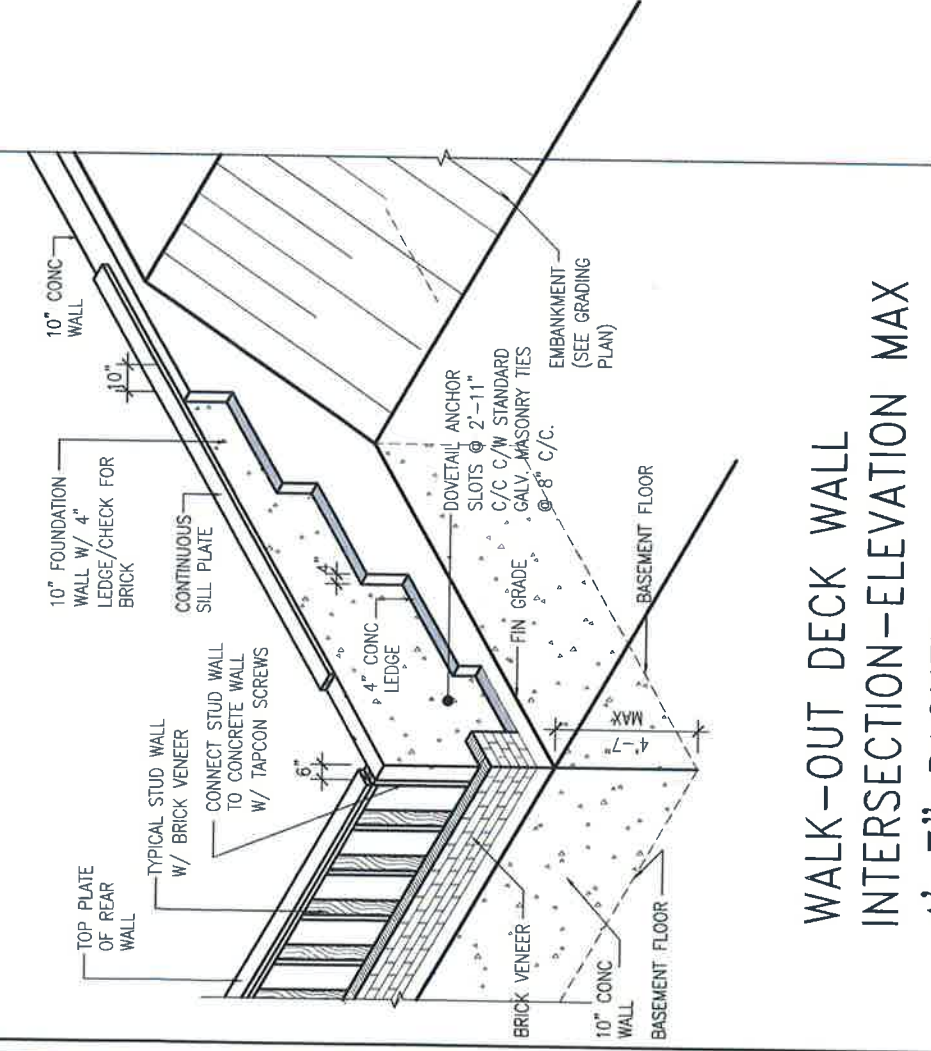 10" CONC
WALL
10"
10" FOUNDATION
WALL W/ 4"
LEDGE/CHECK FOR
BRICK
CONTINUOUS
SILL PLATE
CONNECT STUD WALL
TO CONCRETE WALL
W/ TAPCON SCREWS
TYPICAL STUD WALL
W/ BRICK VENEER
TOP PLATE
OF REAR
WALL
6"
4"
4" CONC
LEDGE
DOVETAIL ANCHOR
SLOTS @ 2'-11"
C/C C/W STANDARD
GALV. MASONRY TIES
@ 8" C/C.
EMBANKMENT
(SEE GRADING
PLAN)
FIN GRADE
BASEMENT FLOOR
4'-7"
MAX
BRICK VENEER
10" CONC
WALL
BASEMENT FLOOR
WALK-OUT DECK WALL
INTERSECTION-ELEVATION MAX